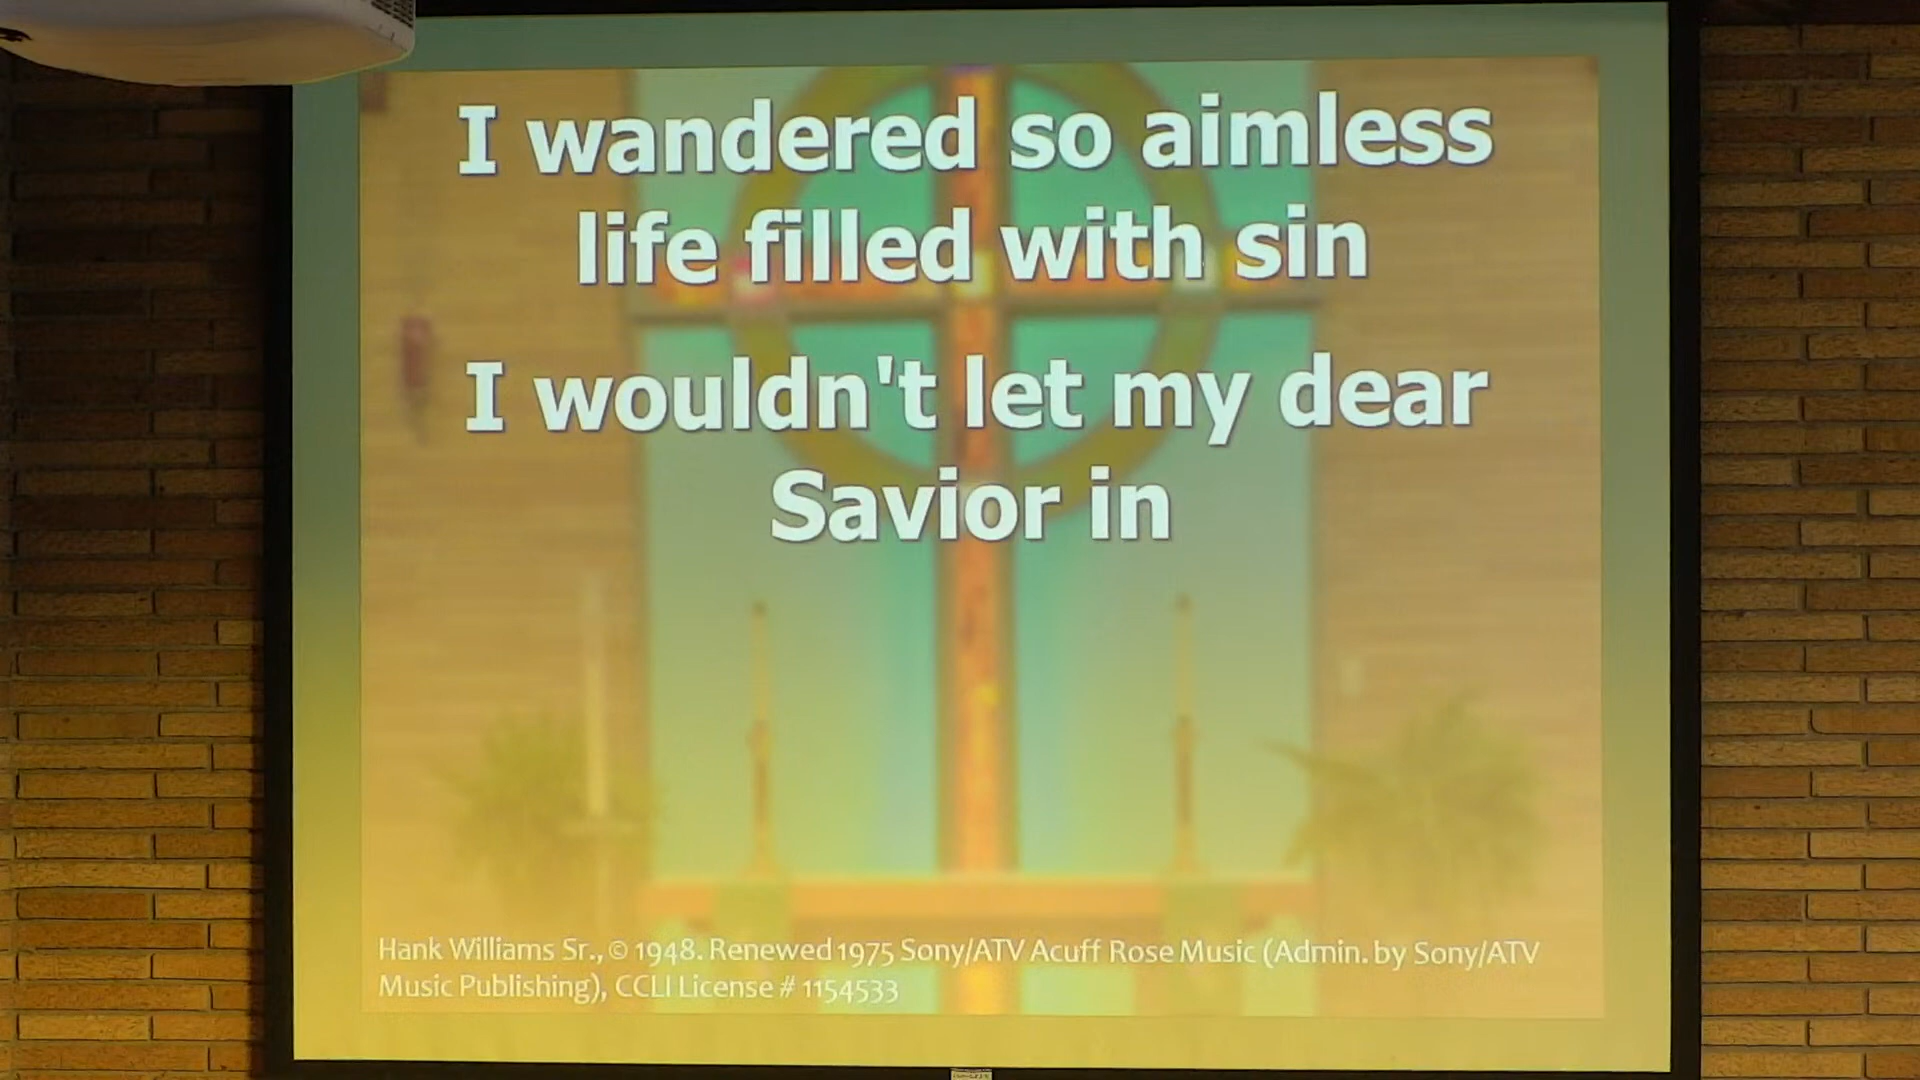 I wandered so aimless
life filled with sin
I wouldn't let my dear
Savior in
Hank Williams Sr., © 1948. Renewed 1975 Sony/ATV Acuff Rose Music (Admin. by Sony/ATV
Music Publishing), CCLI License # 1154533